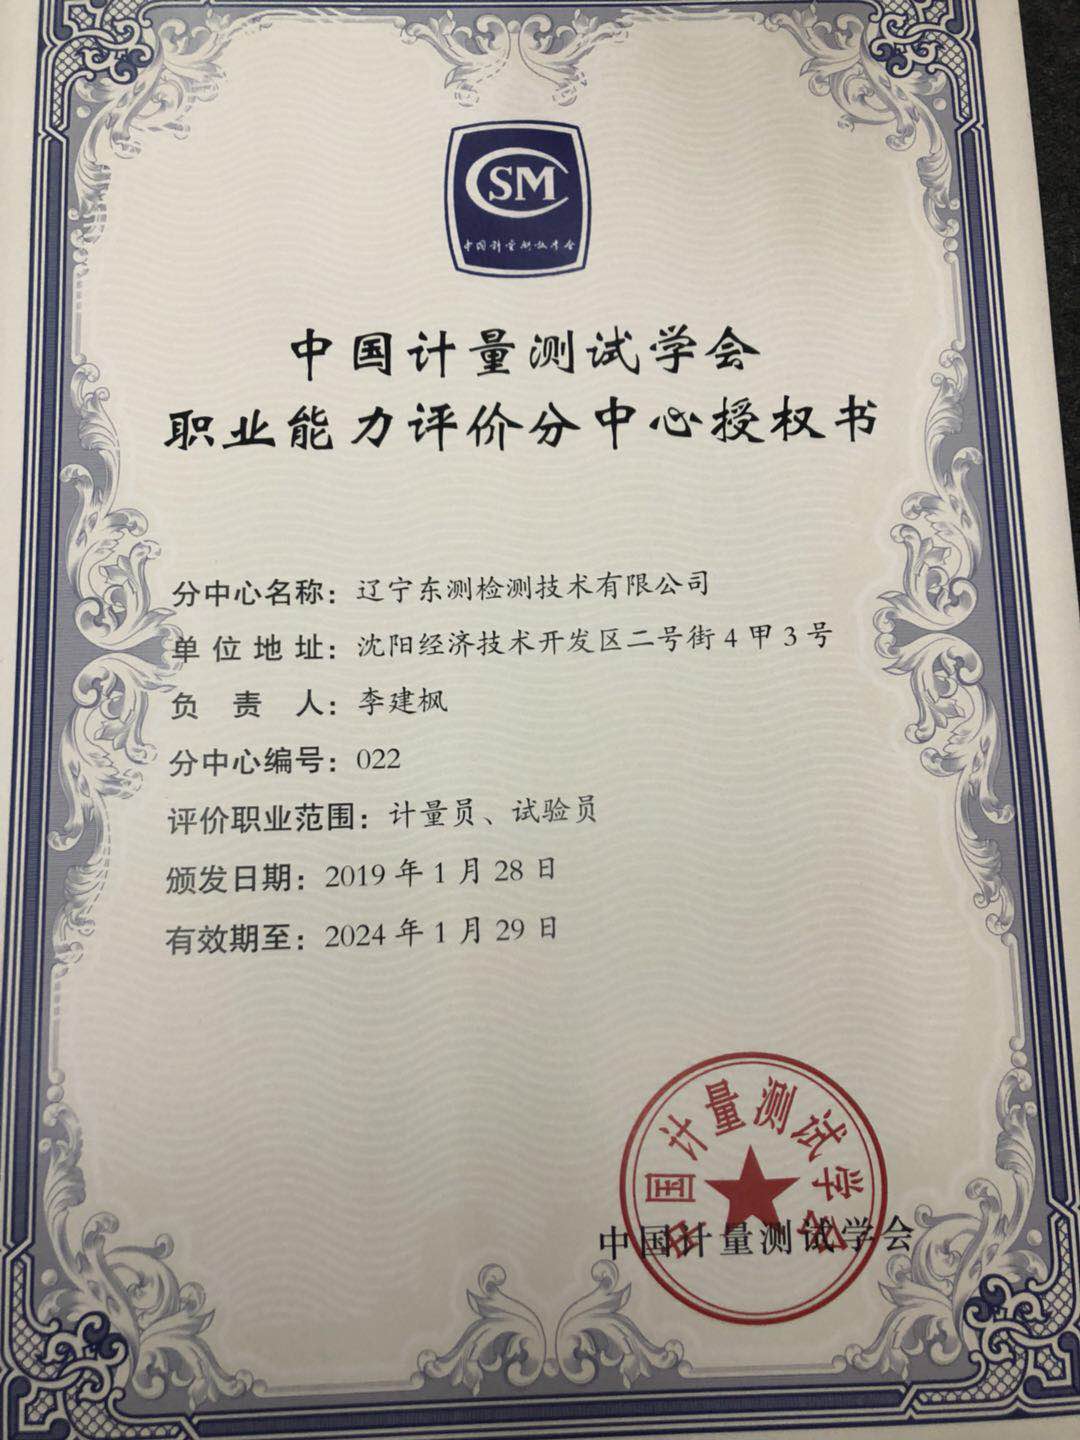 CSM
中国计量测试学会
中国计量测试学会
职业能力评价分中心授权书
分中心名称：辽宁东测检测技术有限公司
单位地址：沈阳经济技术开发区二号街4甲3号
负责人：李建枫
分中心编号：022
评价职业范围：计量员、试验员
颁发日期：2019年1月28日
有效期至：2024年1月29日
中国计量测试学会
中国计量测试学会